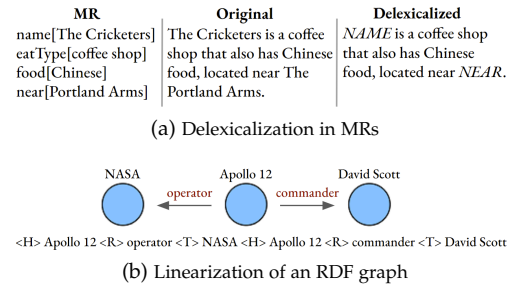 MR
name[The Cricketers]
eatType[coffee shop]
food[Chinese]
near[Portland Arms]
Original
The Cricketers is a coffee
shop that also has Chinese
food, located near The
Portland Arms.
Delexicalized
NAME is a coffee shop
that also has Chinese
food, located near NEAR.
(a) Delexicalization in MRs
NASA
Apollo 12
David Scott
operator
commander
<H> Apollo 12 <R> operator <T> NASA <H> Apollo 12 <R> commander <T> David Scott
(b) Linearization of an RDF graph